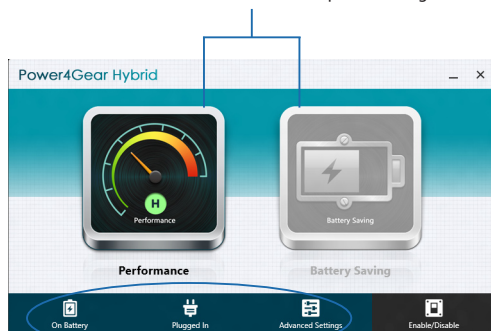 Power4Gear Hybrid
H
Performance
Battery Saving
Performance
Battery Saving
On Battery
Plugged In
Advanced Settings
Enable/Disable